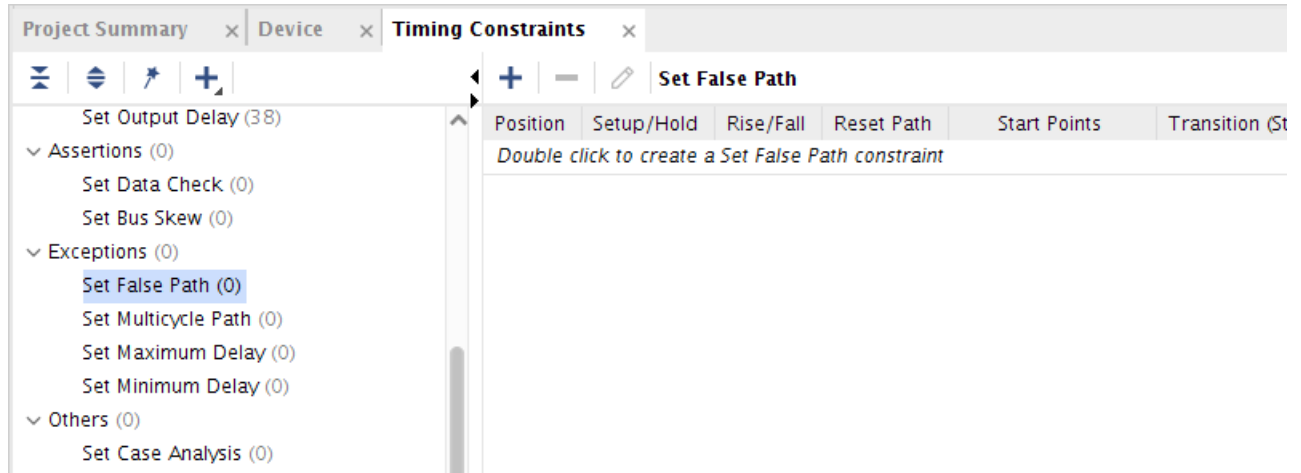 Project Summary × Device × Timing Constraints ×
Set False Path
Set Output Delay (38)
Assertions (0)
Set Data Check (0)
Set Bus Skew (0)
Exceptions (0)
Set False Path (0)
Set Multicycle Path (0)
Set Maximum Delay (0)
Set Minimum Delay (0)
Others (0)
Set Case Analysis (0)
Position Setup/Hold Rise/Fall Reset Path Start Points Transition (St
Double click to create a Set False Path constraint